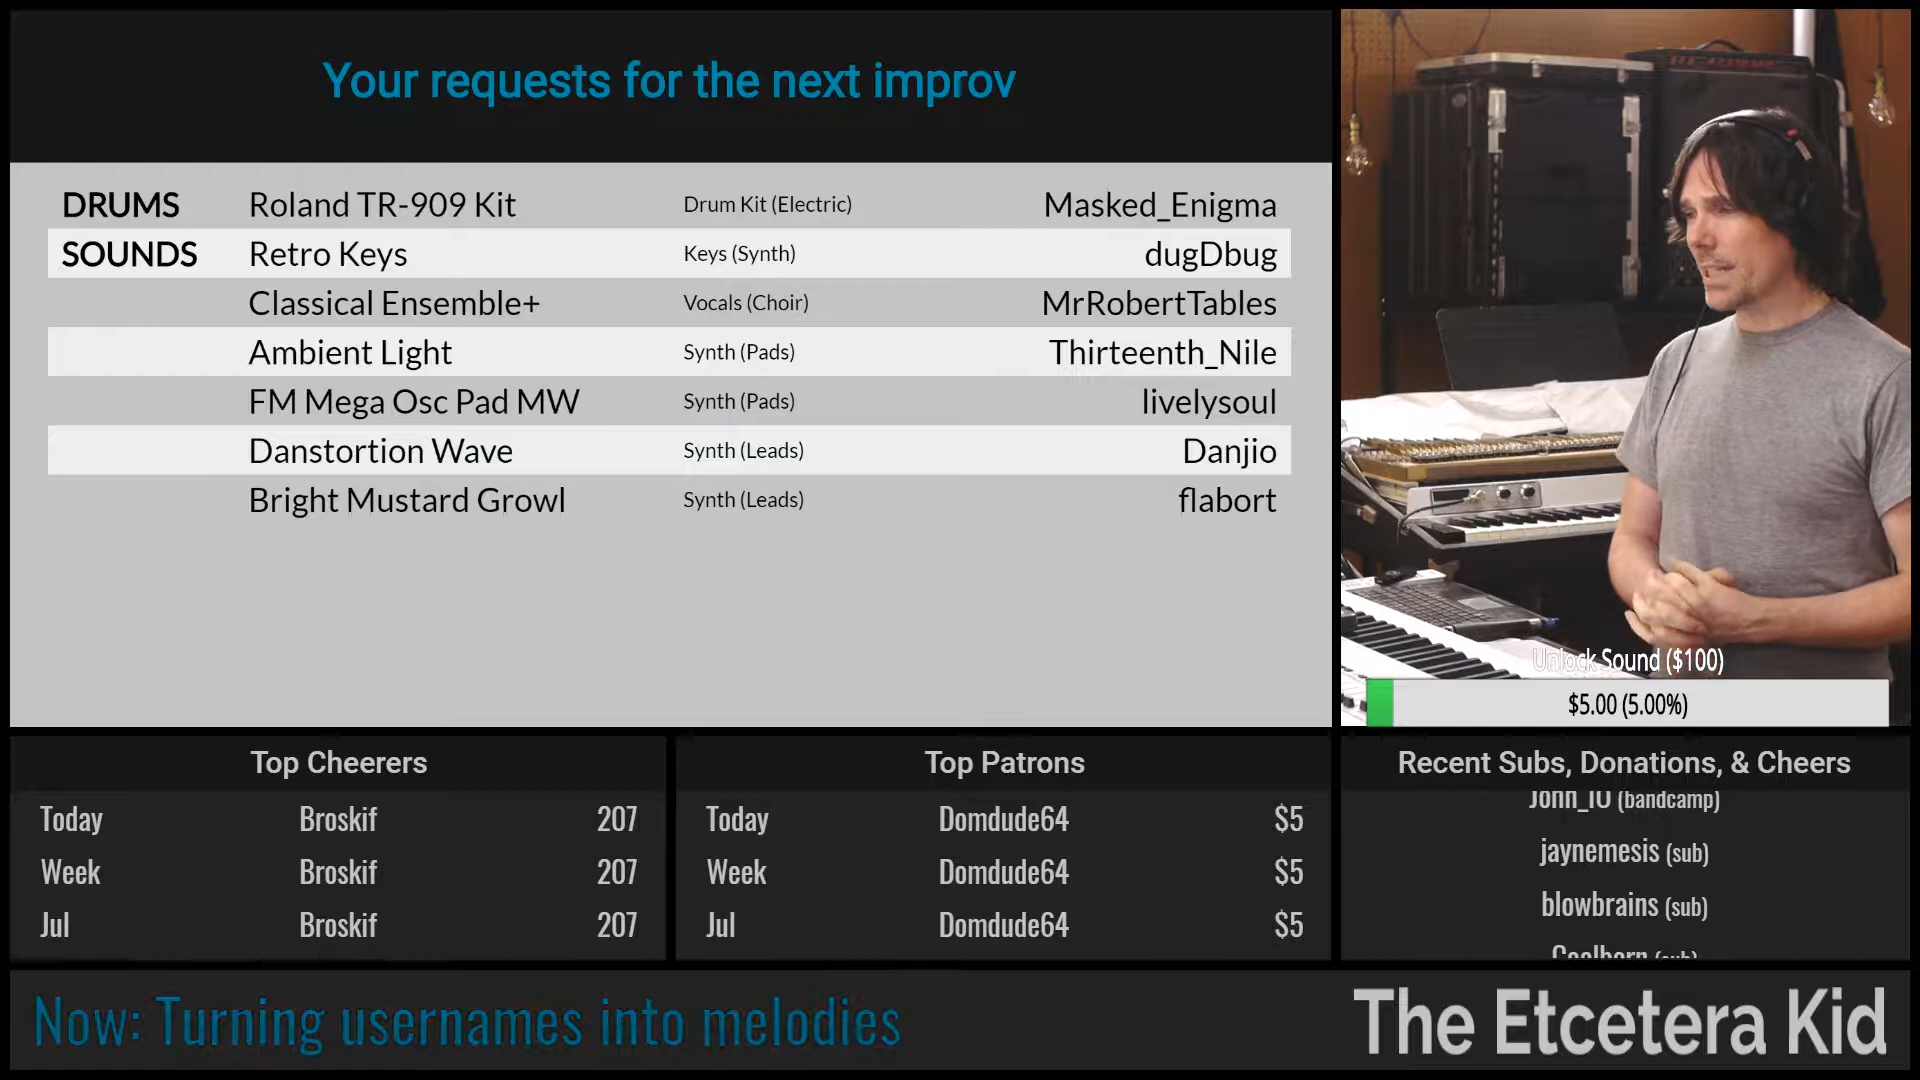 Your requests for the next improv
DRUMS Roland TR-909 Kit Drum Kit (Electric) Masked_Enigma
SOUNDS Retro Keys Keys (Synth) dugDbug
Classical Ensemble+ Vocals (Choir) MrRobertTables
Ambient Light Synth (Pads) Thirteenth_Nile
FM Mega Osc Pad MW Synth (Pads) livelysoul
Danstortion Wave Synth (Leads) Danjio
Bright Mustard Growl Synth (Leads) flabort
Unlock Sound ($100)
$5.00 (5.00%)
Top Cheerers
Today Broskif 207
Week Broskif 207
Jul Broskif 207
Top Patrons
Today Domdude64 $5
Week Domdude64 $5
Jul Domdude64 $5
Recent Subs, Donations, & Cheers
(bandcamp)
jaynemesis (sub)
blowbrains (sub)
(sub)
Now: Turning usernames into melodies
The Etcetera Kid